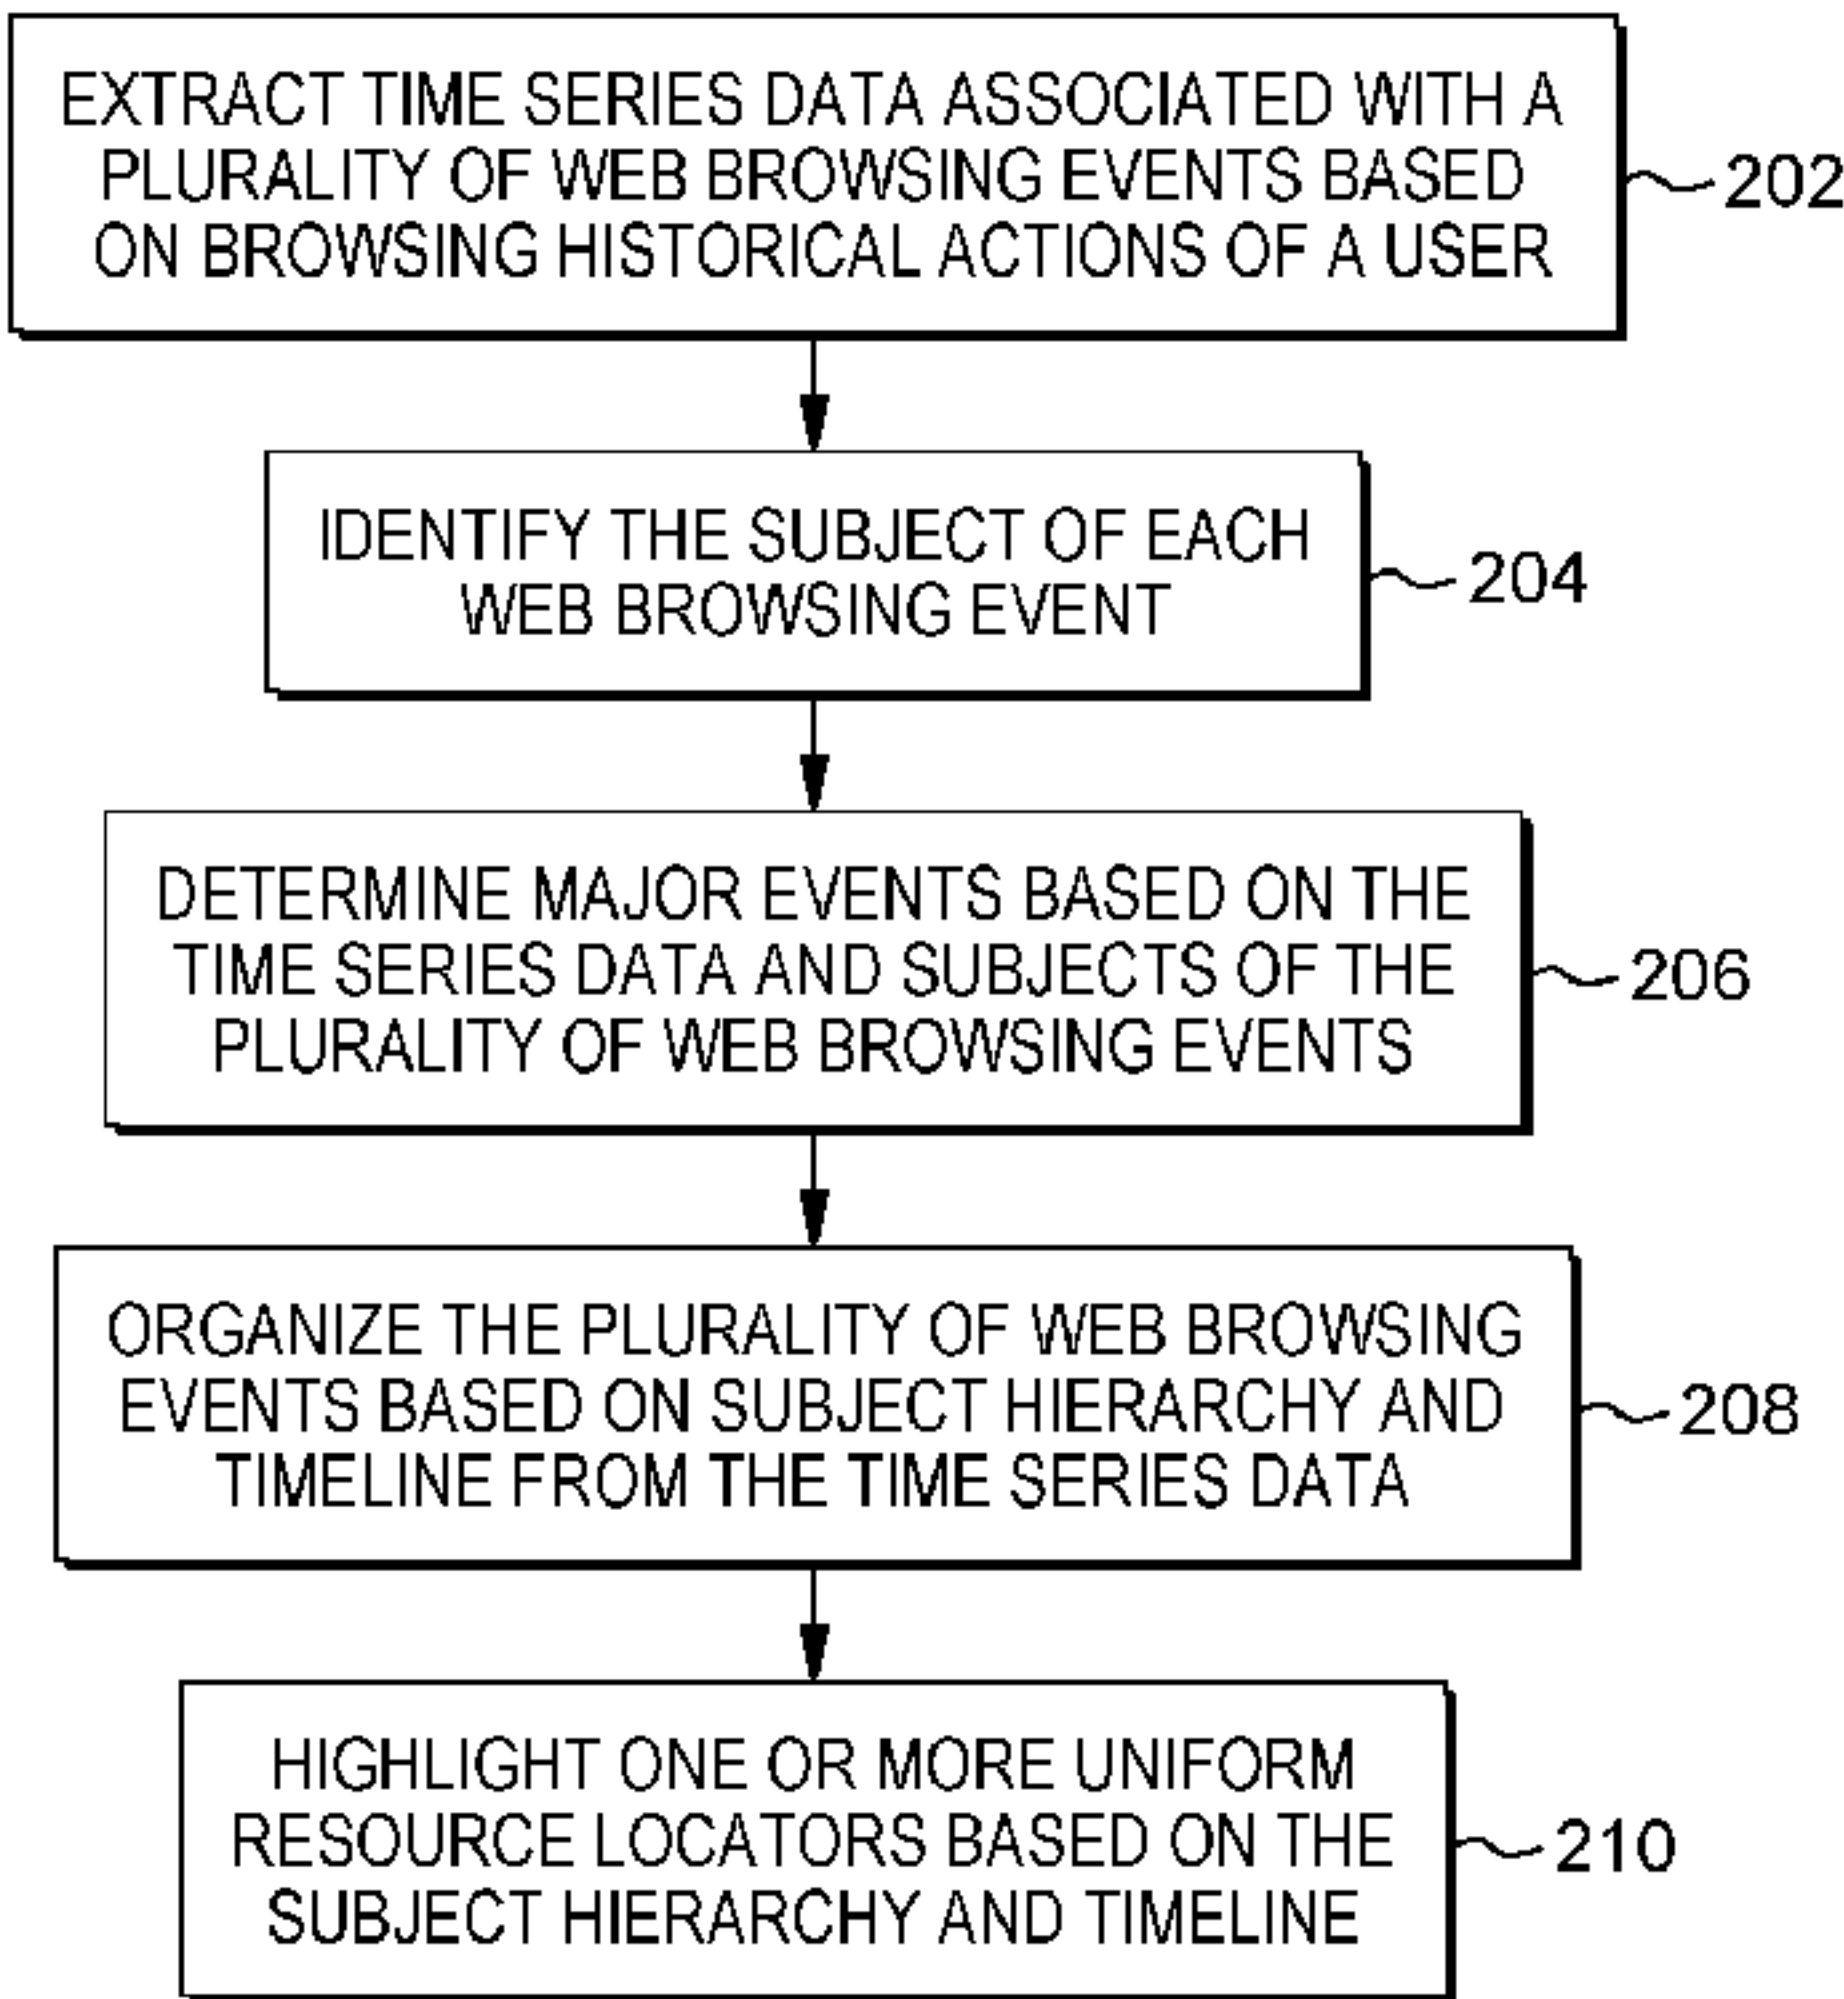 EXTRACT TIME SERIES DATA ASSOCIATED WITH A
PLURALITY OF WEB BROWSING EVENTS BASED
ON BROWSING HISTORICAL ACTIONS OF A USER
202
IDENTIFY THE SUBJECT OF EACH
WEB BROWSING EVENT
204
DETERMINE MAJOR EVENTS BASED ON THE
TIME SERIES DATA AND SUBJECTS OF THE
PLURALITY OF WEB BROWSING EVENTS
206
ORGANIZE THE PLURALITY OF WEB BROWSING
EVENTS BASED ON SUBJECT HIERARCHY AND
TIMELINE FROM THE TIME SERIES DATA
208
HIGHLIGHT ONE OR MORE UNIFORM
RESOURCE LOCATORS BASED ON THE
SUBJECT HIERARCHY AND TIMELINE
210